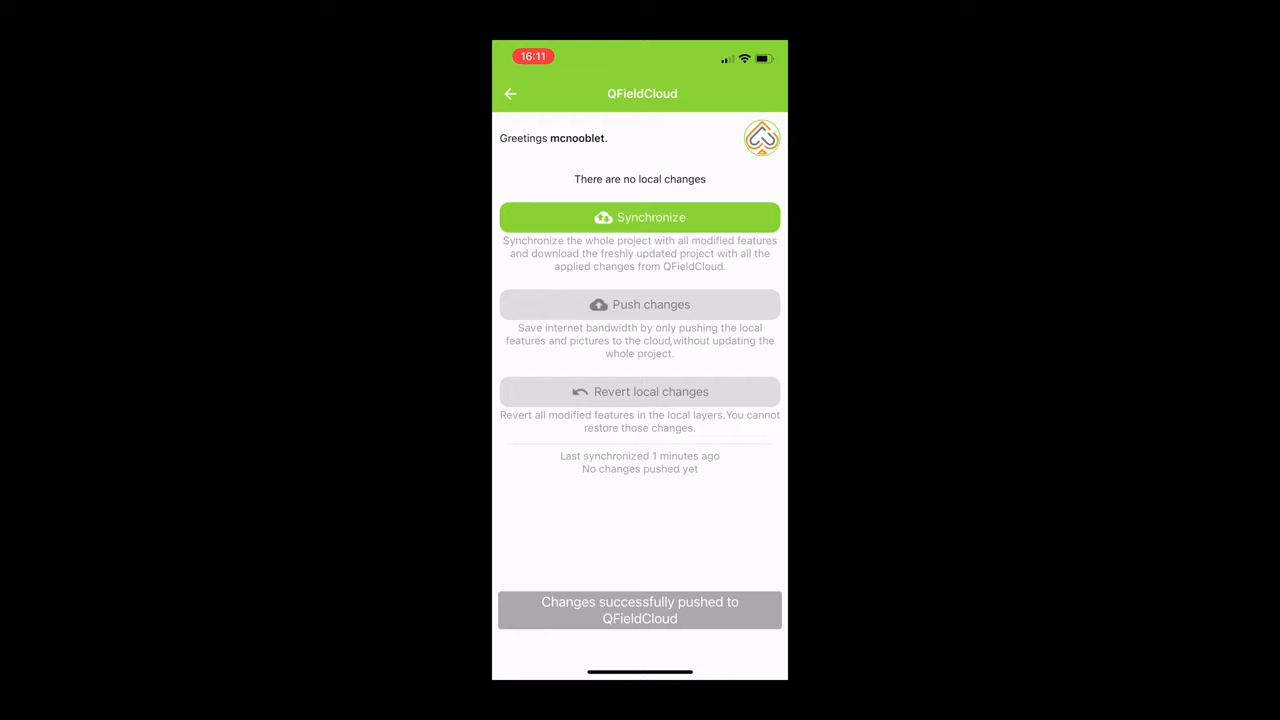 16:11
QFieldCloud
Greetings mcnooblet.
There are no local changes
Synchronize
Synchronize the whole project with all modified features
and download the freshly updated project with all the
applied changes from QFieldCloud.
Push changes
Save internet bandwidth by only pushing the local
features and pictures to the cloud,without updating the
whole project.
Revert local changes
Revert all modified features in the local layers.You cannot
restore those changes.
Last synchronized 1 minutes ago
No changes pushed yet
Changes successfully pushed to
QFieldCloud